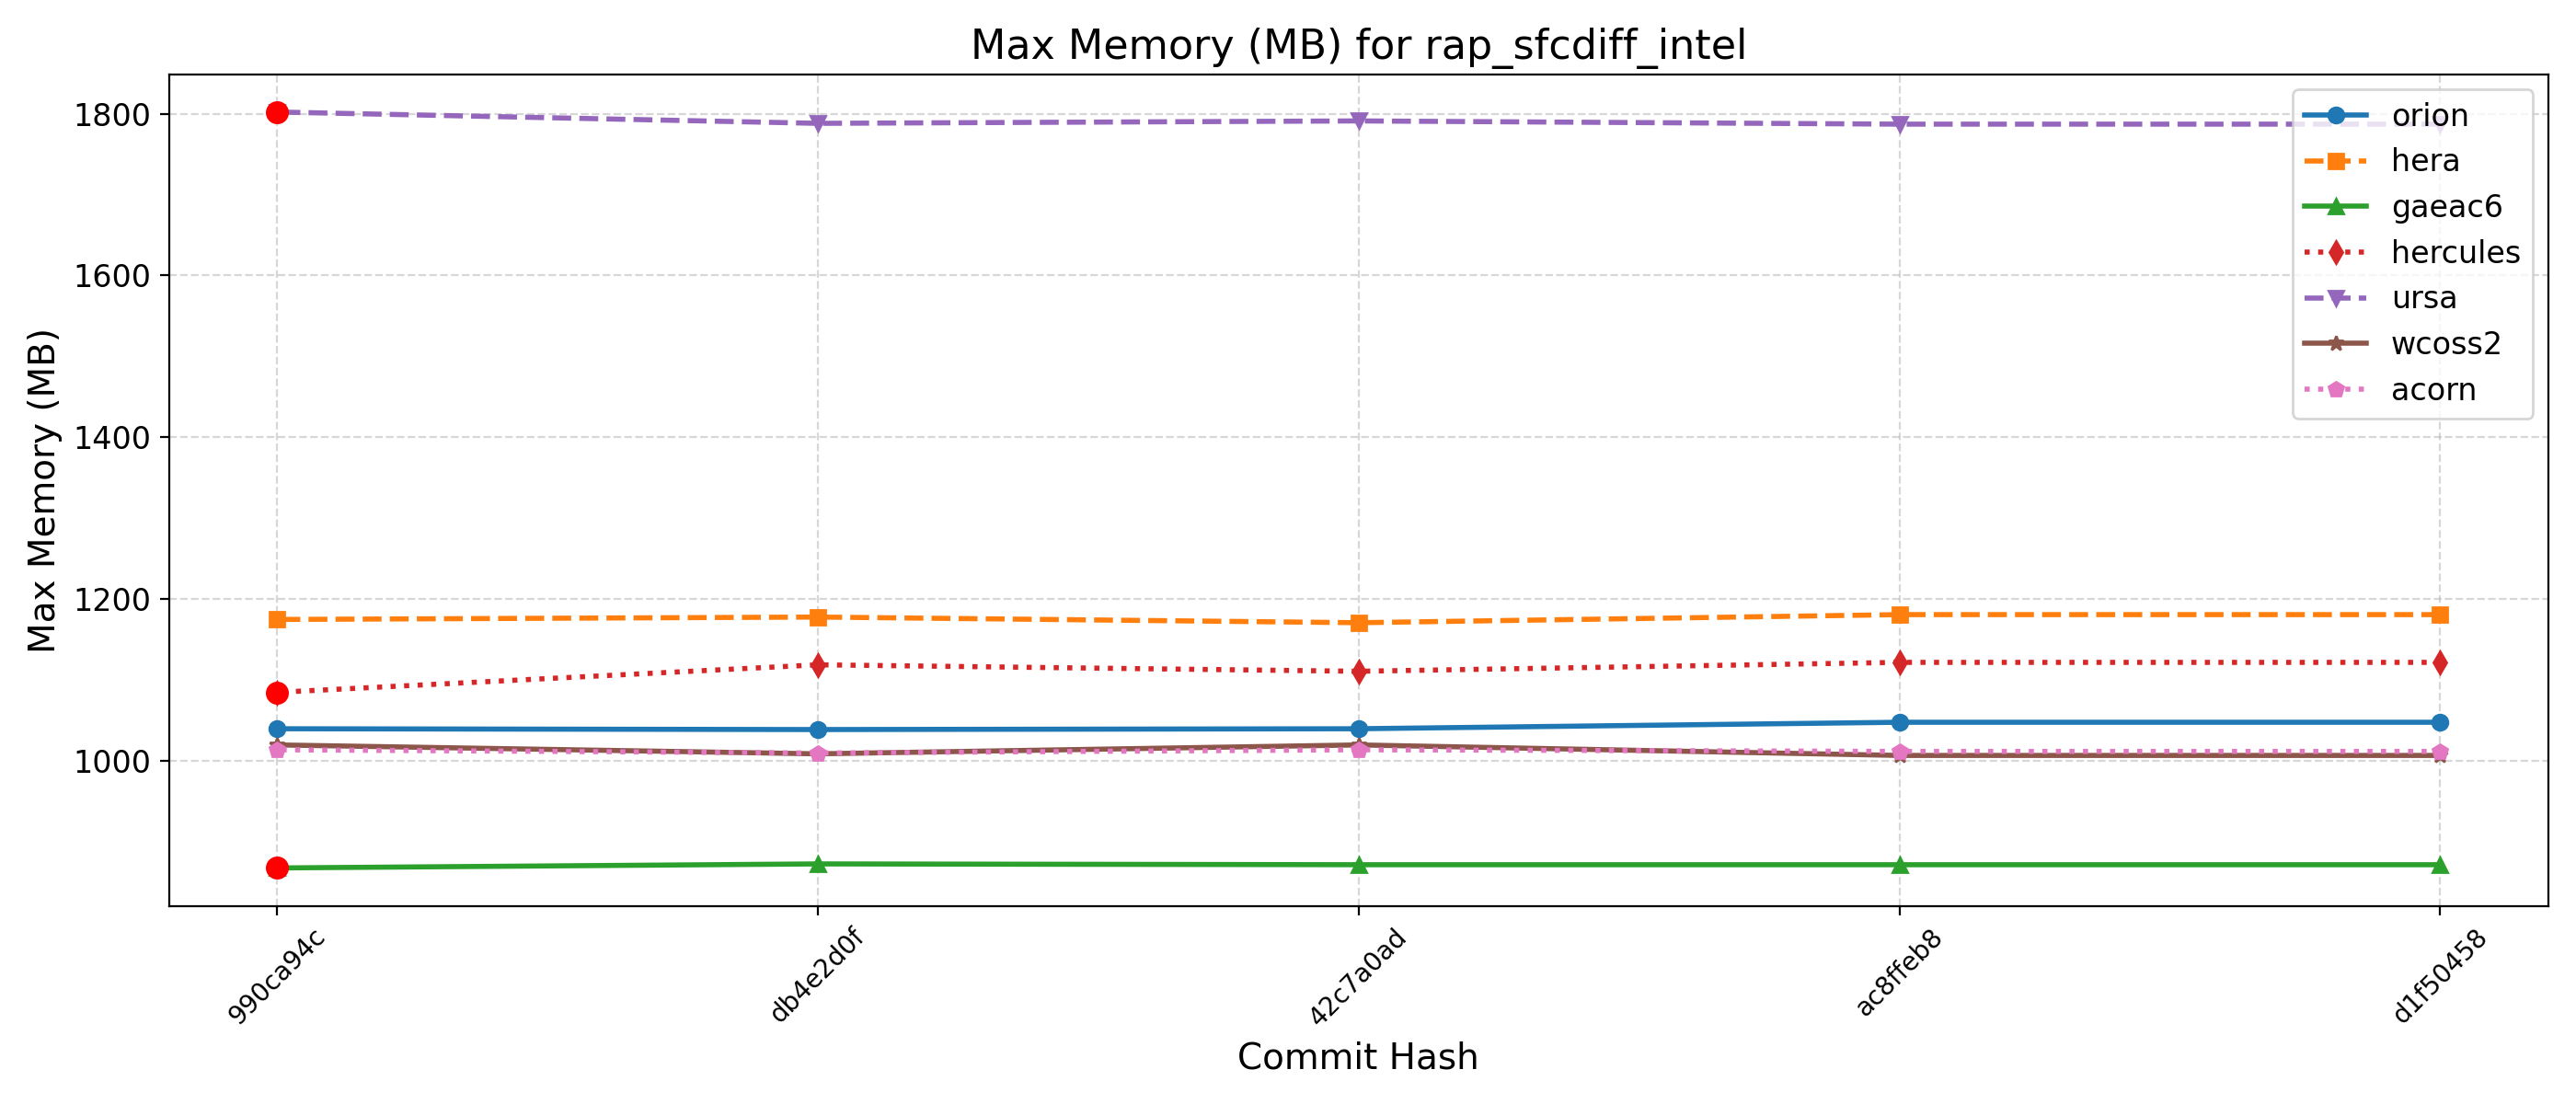 Max Memory (MB) for rap_sfcdiff_intel
Max Memory (MB)
1800
1600
1400
1200
1000
orion
hera
gaeac6
hercules
ursa
wcoss2
acorn
990ca94c
db4e2d0f
42c7a0ad
ac8ffeb8
d1f50458
Commit Hash